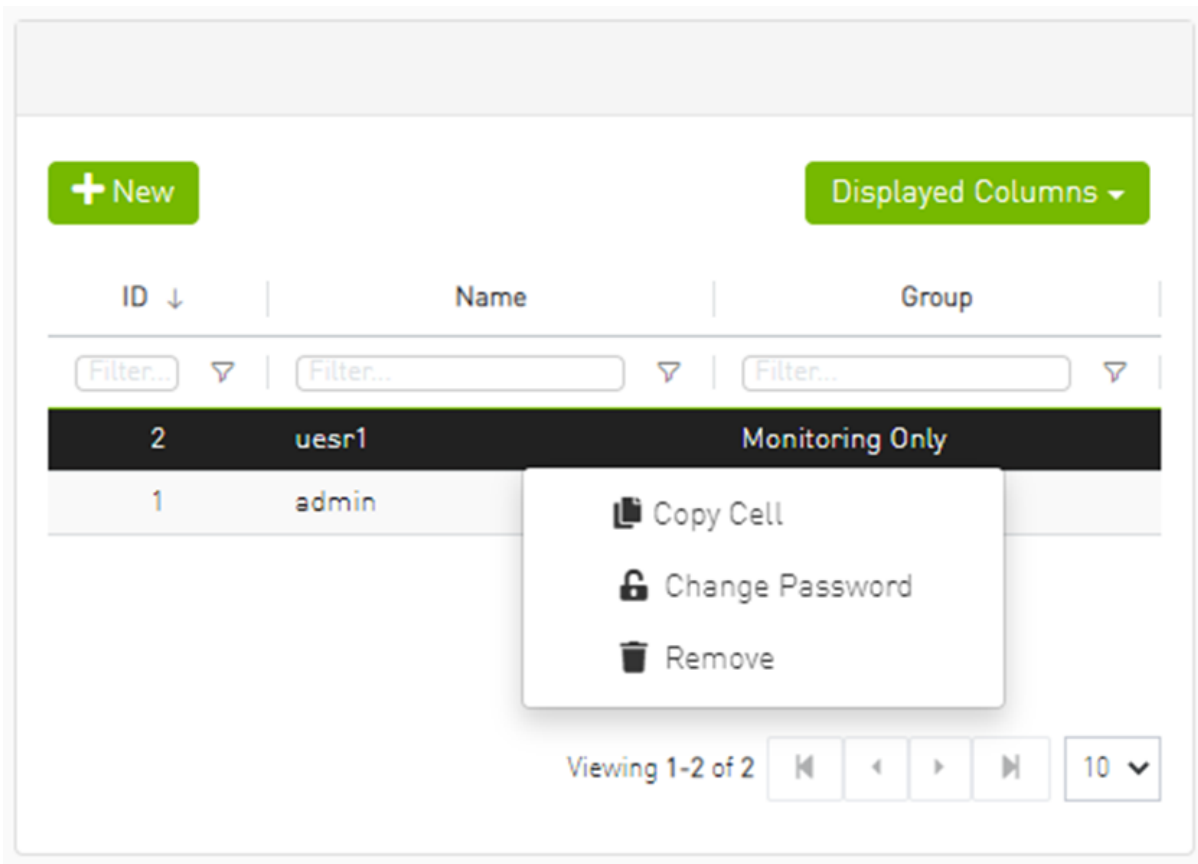 New
Displayed Columns
ID Name Group
Filter... Filter... Filter...
2 uesr1 Monitoring Only
1 admin
Copy Cell
Change Password
Remove
Viewing 1-2 of 2 10